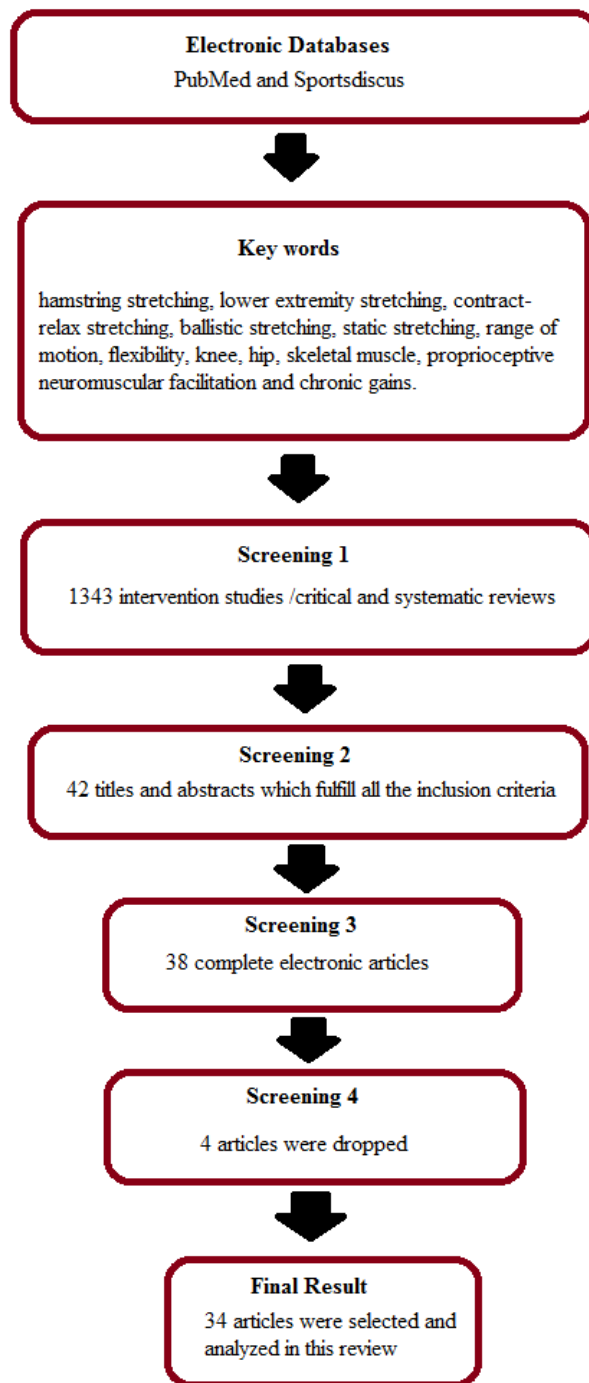 Electronic Databases
PubMed and Sportsdiscus
Key words
hamstring stretching, lower extremity stretching, contract-
relax stretching, ballistic stretching, static stretching, range of
motion, flexibility, knee, hip, skeletal muscle, proprioceptive
neuromuscular facilitation and chronic gains.
Screening 1
1343 intervention studies /critical and systematic reviews
Screening 2
42 titles and abstracts which fulfill all the inclusion criteria
Screening 3
38 complete electronic articles
Screening 4
4 articles were dropped
Final Result
34 articles were selected and
analyzed in this review